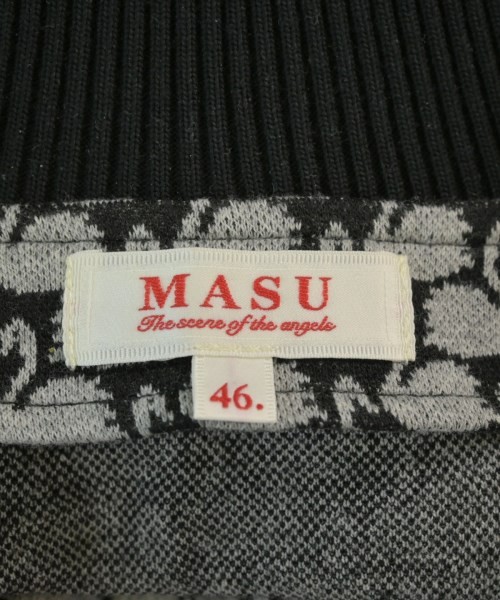 MASU
The scene of the angels
46.